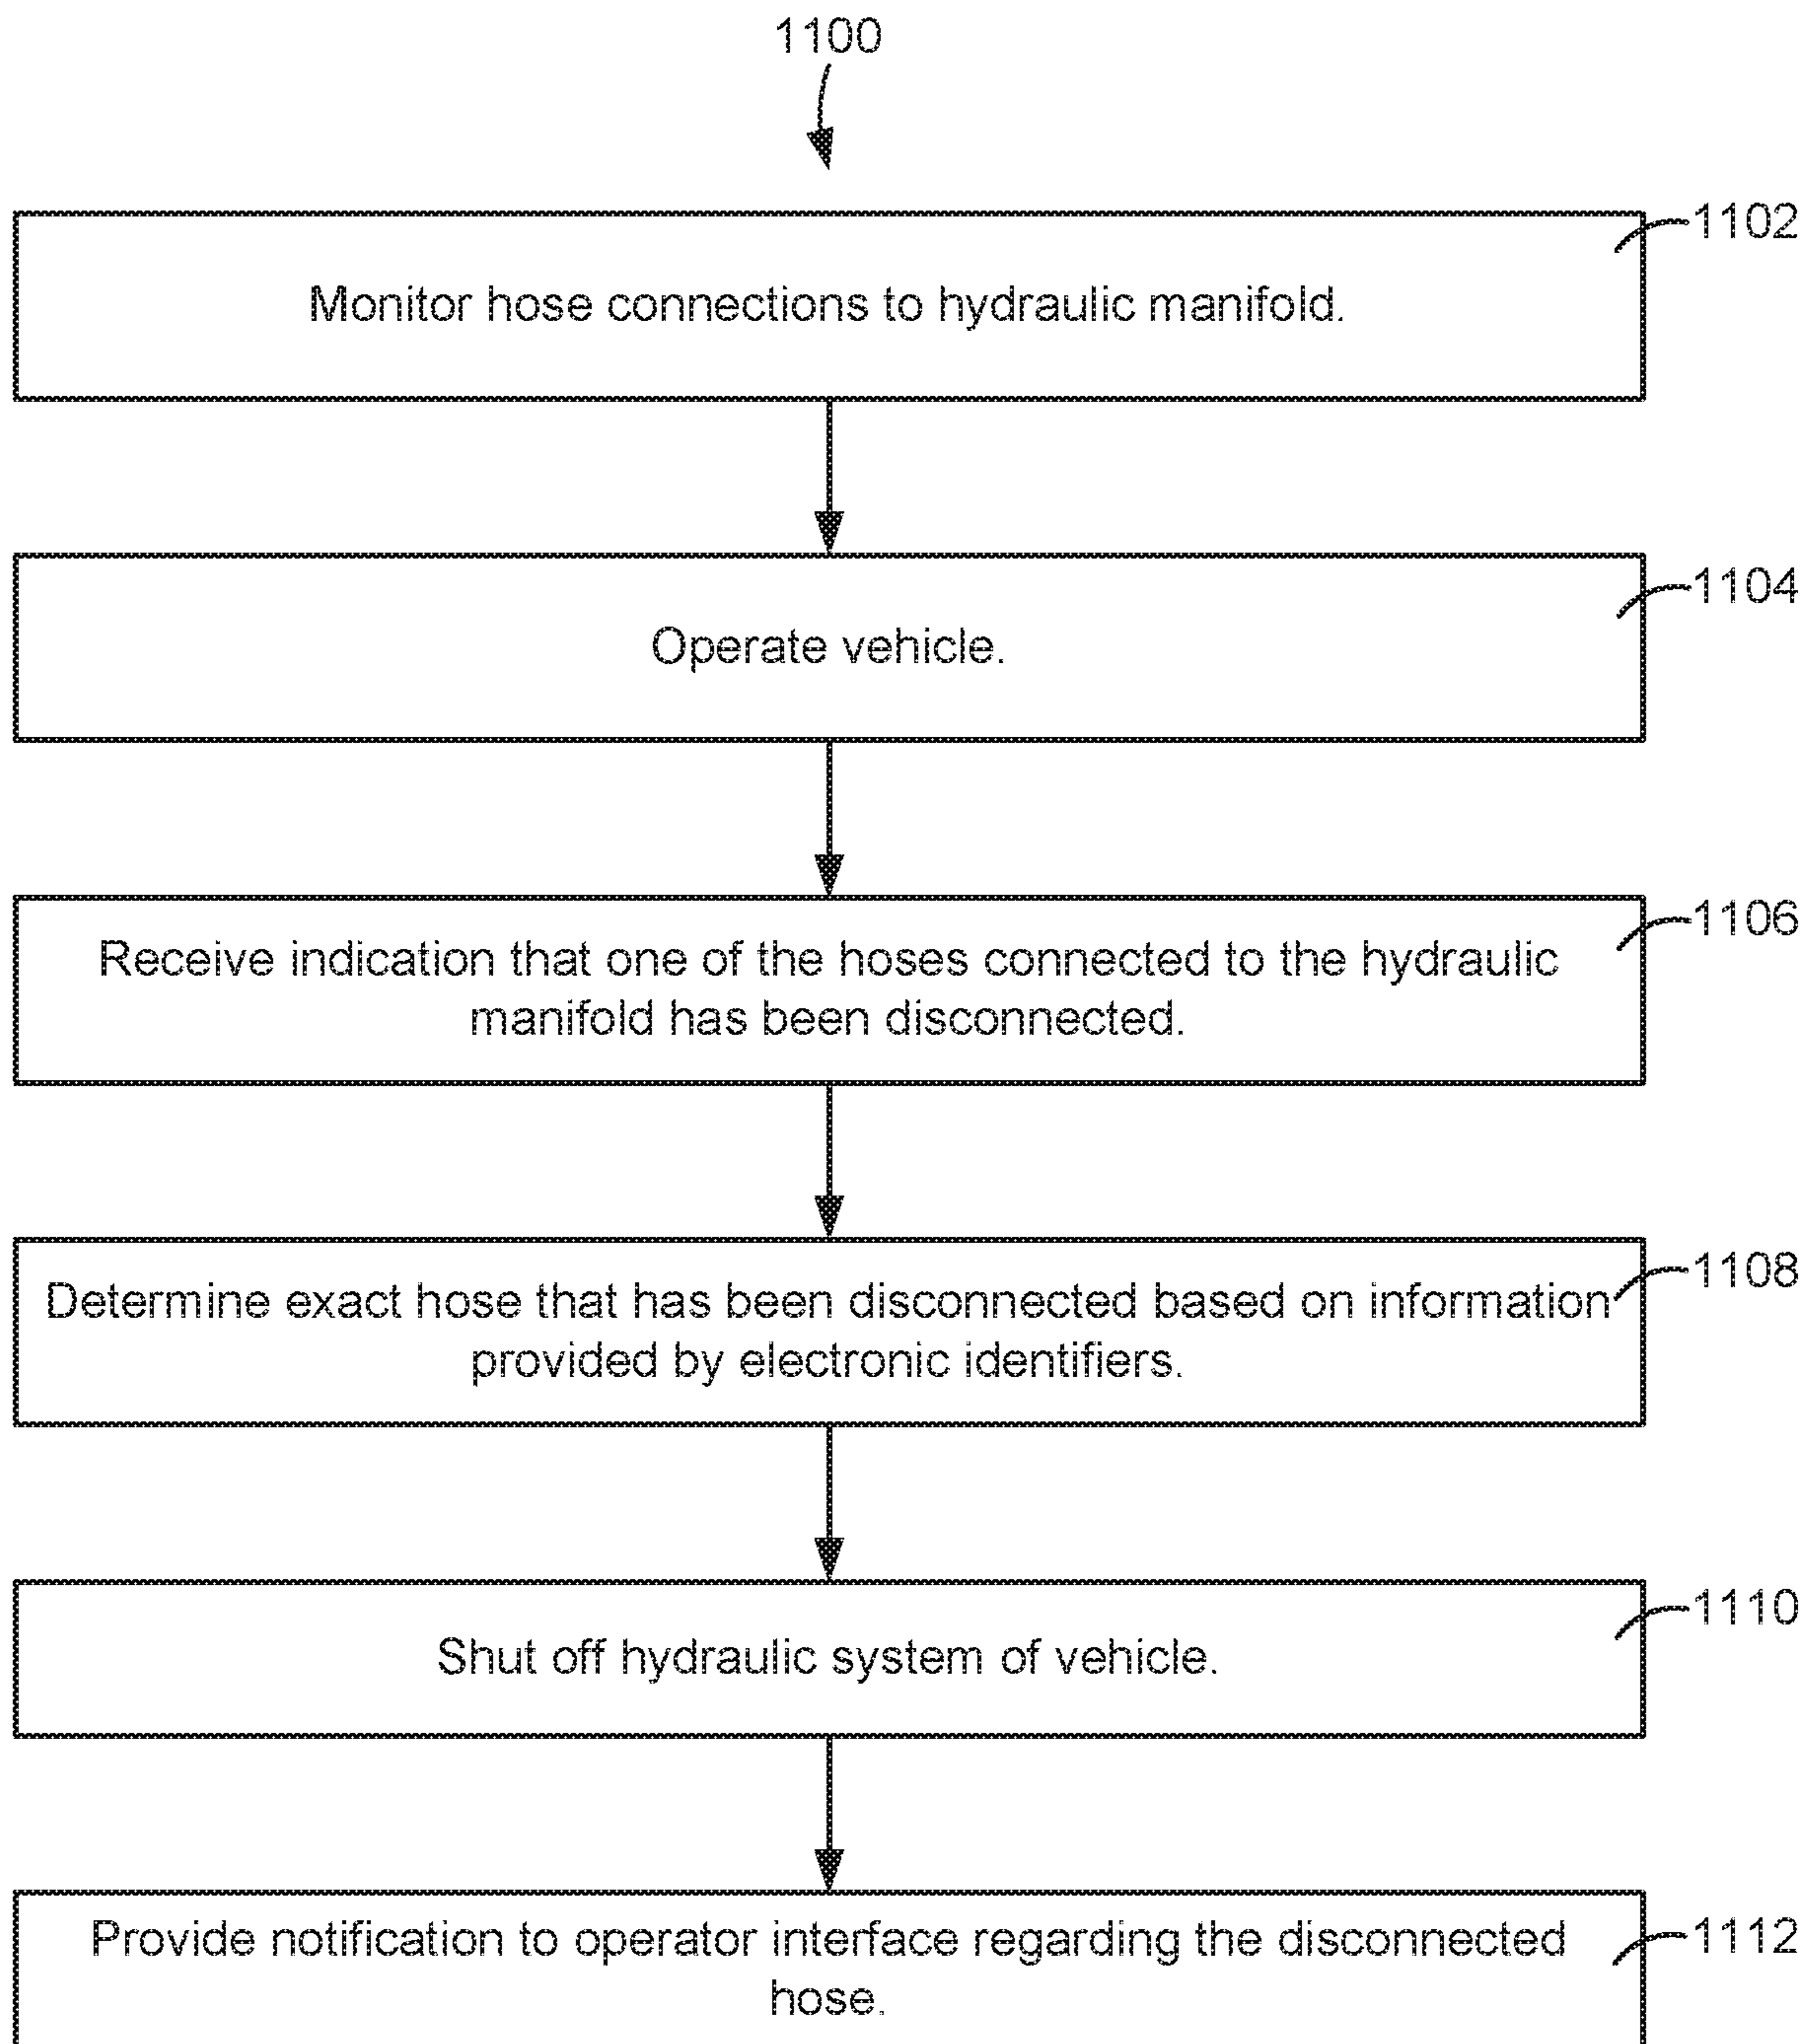 1100
1102
Monitor hose connections to hydraulic manifold.
1104
Operate vehicle.
1106
Receive indication that one of the hoses connected to the hydraulic
manifold has been disconnected.
1108
Determine exact hose that has been disconnected based on information
provided by electronic identifiers.
1110
Shut off hydraulic system of vehicle.
1112
Provide notification to operator interface regarding the disconnected
hose.